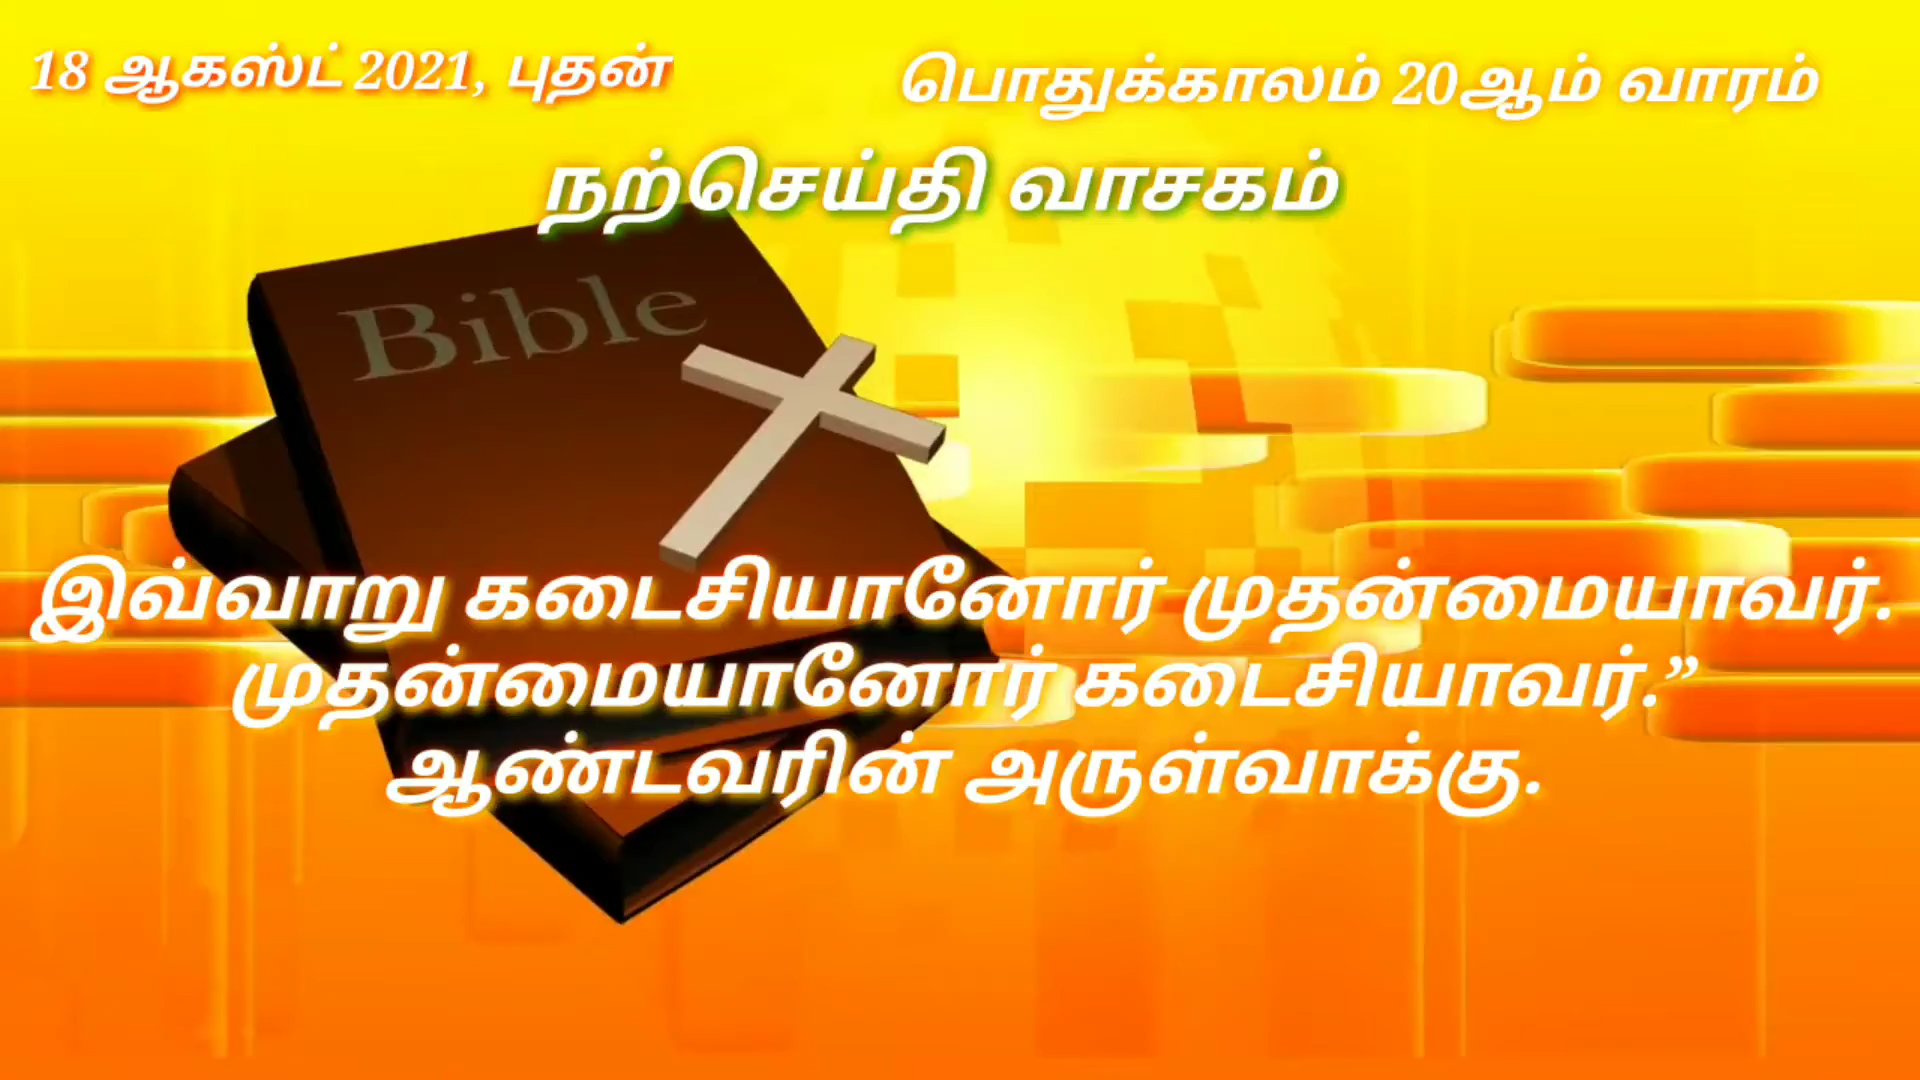 18 ஆகஸ்ட் 2021, புதன்
பொதுக்காலம் 20ஆம் வாரம்
நற்செய்தி வாசகம்
Bible
இவ்வாறு கடைசியானோர் முதன்மையாவர்.
முதன்மையானோர் கடைசியாவர்.”
ஆண்டவரின் அருள்வாக்கு.